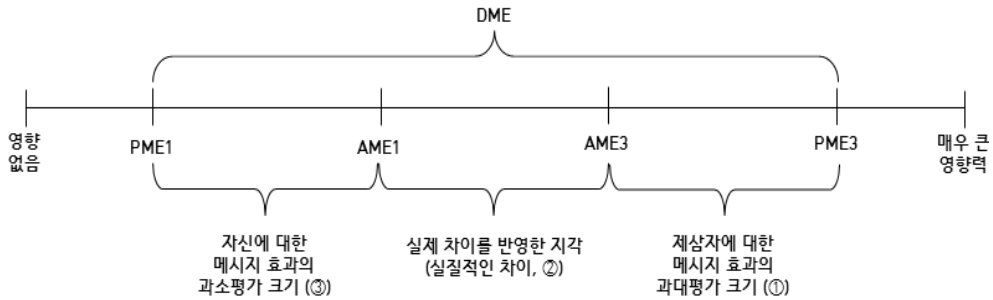 DME
영향
없음
PME1
AME1
AME3
PME3
매우 큰
영향력
자신에 대한
메시지 효과의
과소평가 크기 (③)
실제 차이를 반영한 지각
(실질적인 차이, ②)
제삼자에 대한
메시지 효과의
과대평가 크기 (①)